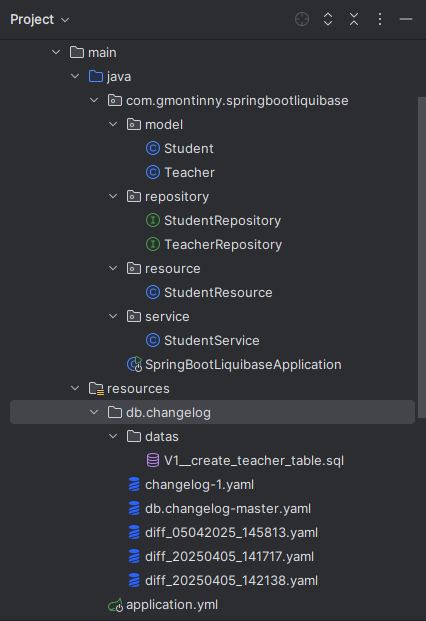 Project
main
java
com.gmontinny.springbootliquibase
model
Student
Teacher
repository
StudentRepository
TeacherRepository
resource
StudentResource
service
StudentService
SpringBootLiquibaseApplication
resources
db.changelog
datas
V1__create_teacher_table.sql
changelog-1.yaml
db.changelog-master.yaml
diff_05042025_145813.yaml
diff_20250405_141717.yaml
diff_20250405_142138.yaml
application.yml